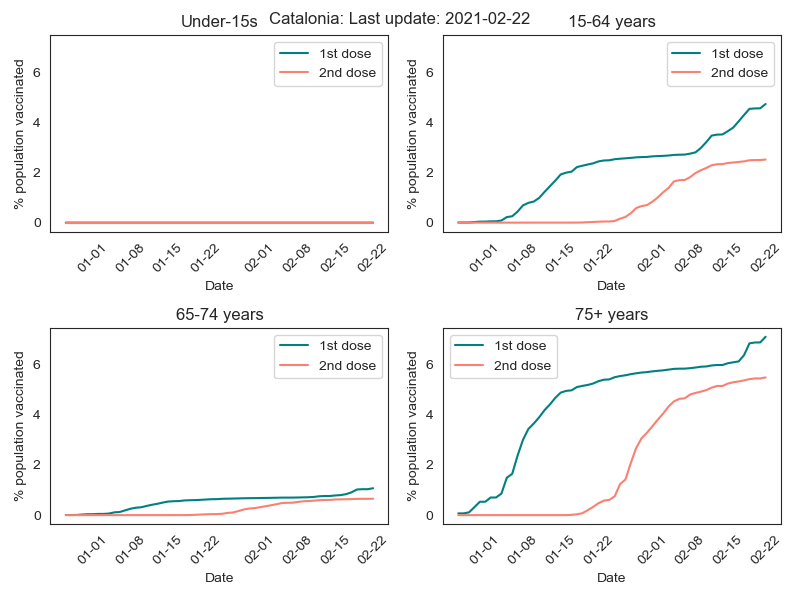 Catalonia: Last update: 2021-02-22
Under-15s
% population vaccinated
6
4
2
0
1st dose
2nd dose
01-01 01-08 01-15 01-22 02-01 02-08 02-15 02-22
Date
15-64 years
% population vaccinated
6
4
2
0
1st dose
2nd dose
01-01 01-08 01-15 01-22 02-01 02-08 02-15 02-22
Date
65-74 years
% population vaccinated
6
4
2
0
1st dose
2nd dose
01-01 01-08 01-15 01-22 02-01 02-08 02-15 02-22
Date
75+ years
% population vaccinated
6
4
2
0
1st dose
2nd dose
01-01 01-08 01-15 01-22 02-01 02-08 02-15 02-22
Date